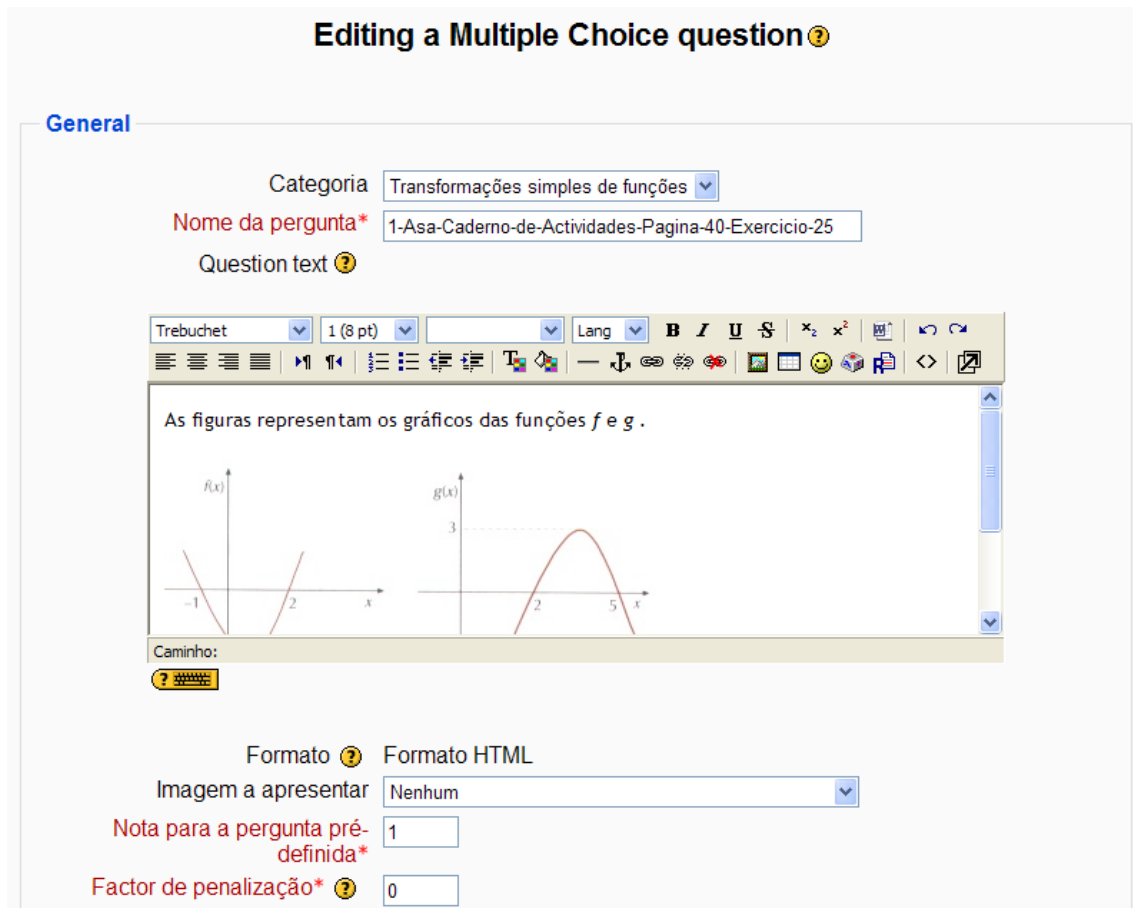 Editing a Multiple Choice question
General
Categoria Transformações simples de funções
Nome da pergunta* 1-Asa-Caderno-de-Actividades-Pagina-40-Exercicio-25
Question text
Trebuchet 1 (8 pt) Lang B I U S x₂ x²
As figuras representam os gráficos das funções f e g .
f(x)
-1 2 x
g(x)
3
2 5 x
Caminho:
Formato Formato HTML
Imagem a apresentar Nenhum
Nota para a pergunta pré-
definida* 1
Factor de penalização* 0